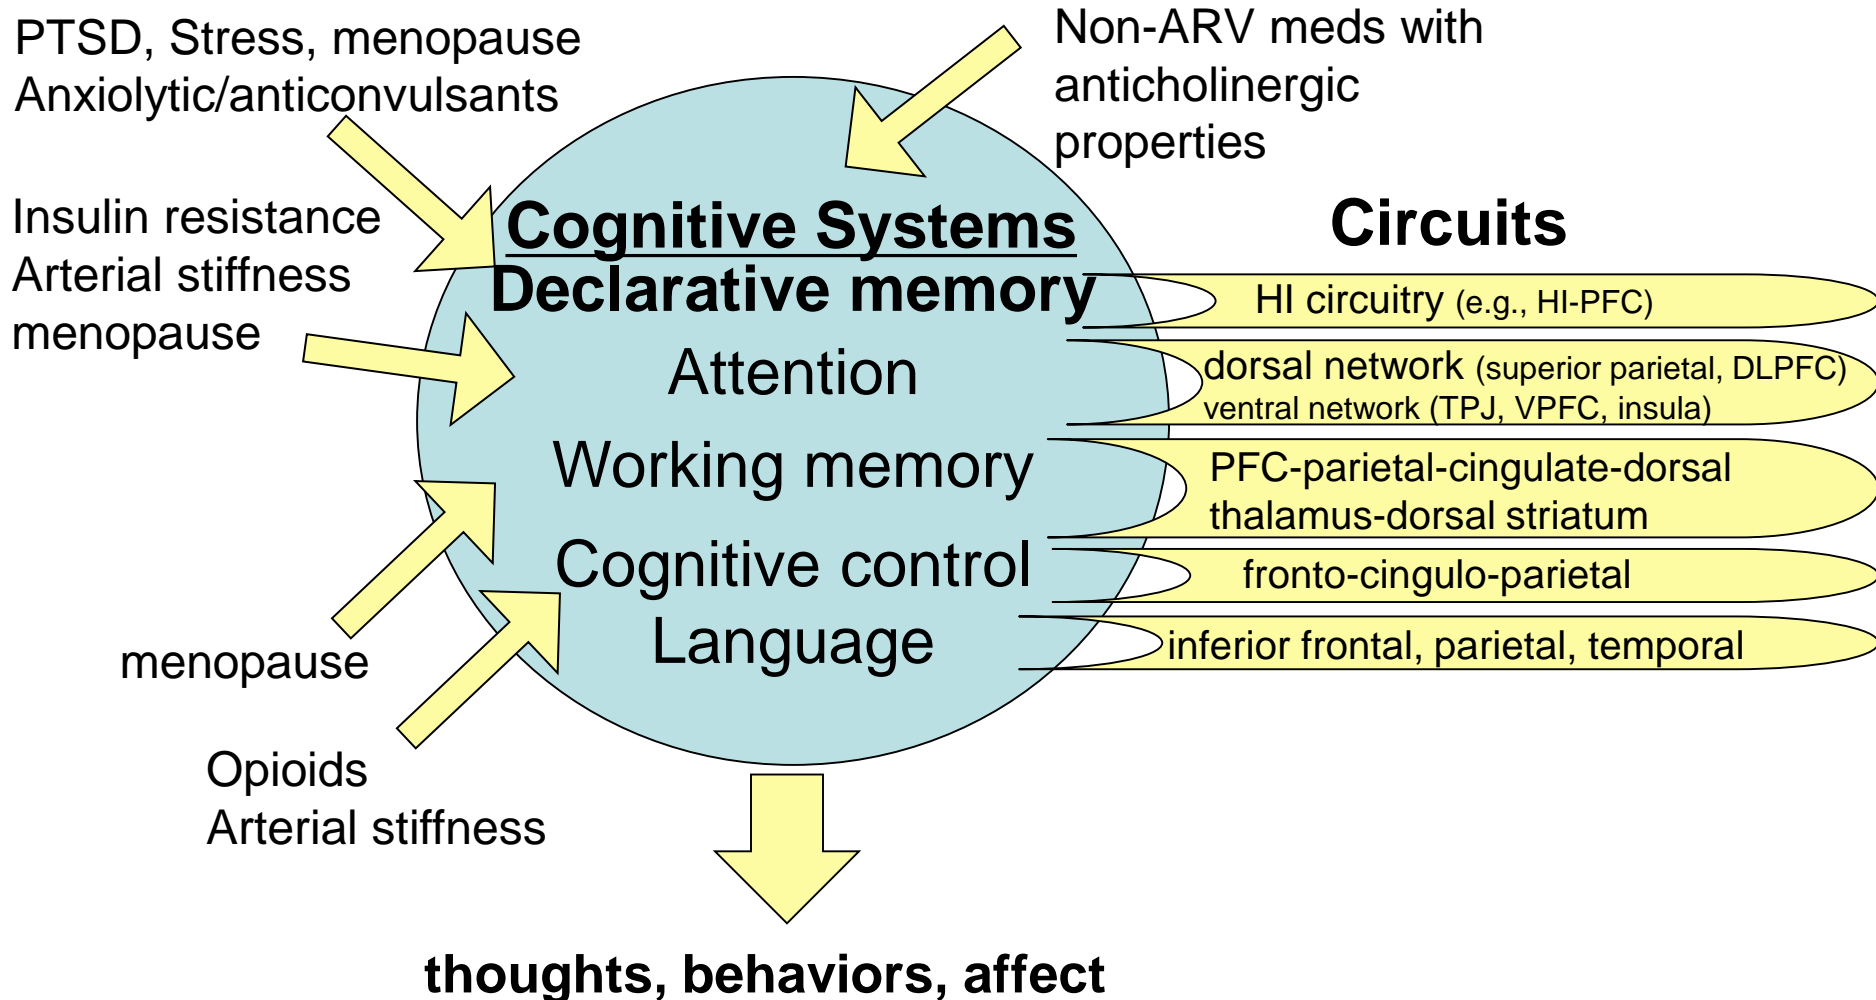 PTSD, Stress, menopause
Anxiolytic/anticonvulsants
Non-ARV meds with
anticholinergic
properties
Insulin resistance
Arterial stiffness
menopause
Cognitive Systems
Declarative memory
Attention
Working memory
Cognitive control
Language
Circuits
HI circuitry (e.g., HI-PFC)
dorsal network (superior parietal, DLPFC)
ventral network (TPJ, VPFC, insula)
PFC-parietal-cingulate-dorsal
thalamus-dorsal striatum
fronto-cingulo-parietal
inferior frontal, parietal, temporal
menopause
Opioids
Arterial stiffness
thoughts, behaviors, affect